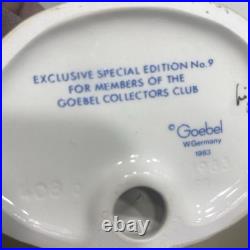 EXCLUSIVE SPECIAL EDITION No.9
FOR MEMBERS OF THE
GOEBEL COLLECTORS CLUB
© Goebel
W.Germany
1983